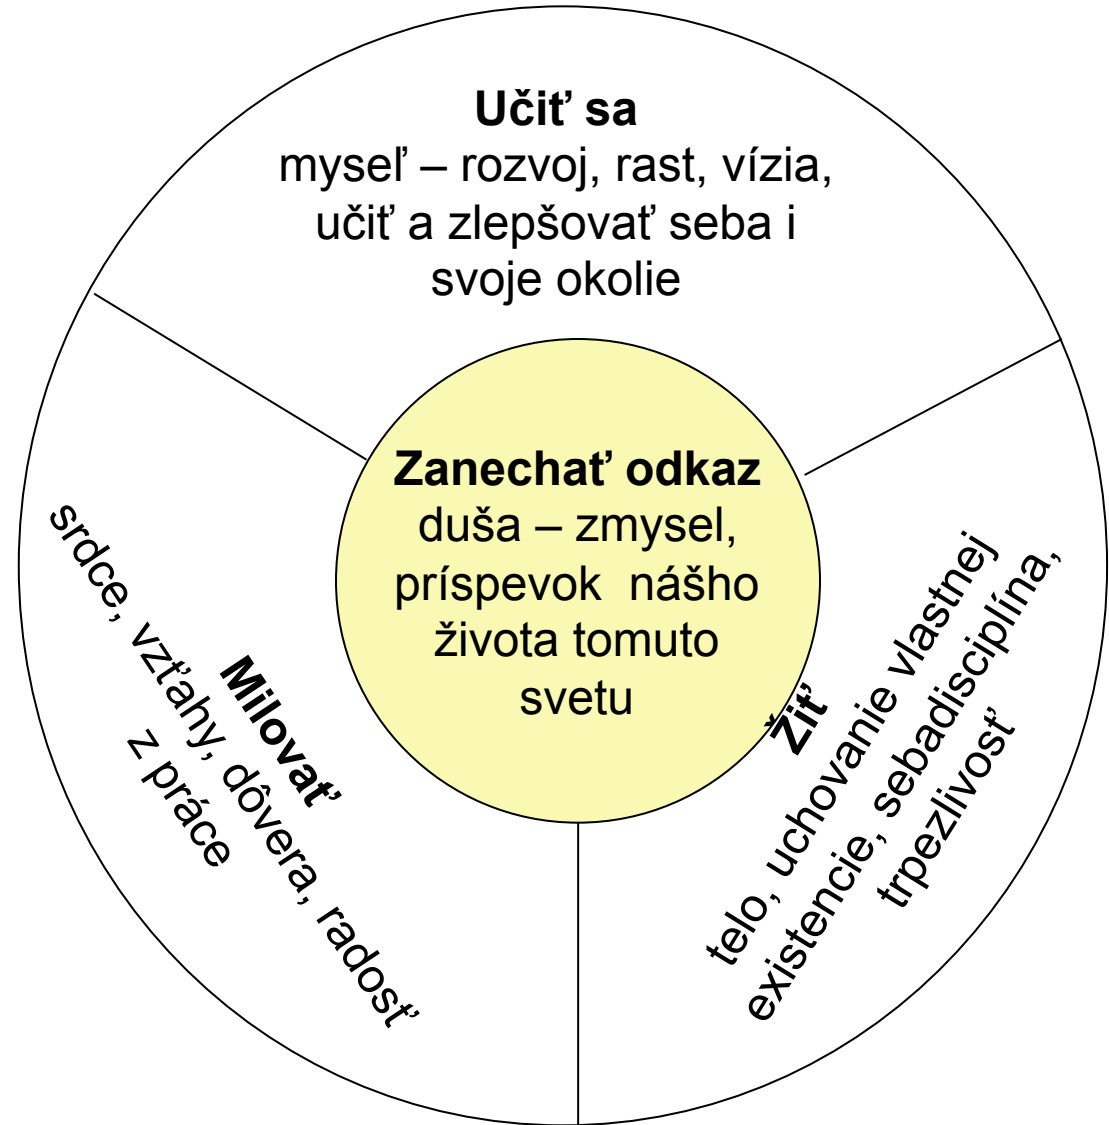 Učiť sa
myseľ – rozvoj, rast, vízia,
učiť a zlepšovať seba i
svoje okolie
Zanechať odkaz
duša – zmysel,
príspevok nášho
života tomuto
svetu
Milovať
srdce, vzťahy, dôvera, radosť
z práce
Žiť
telo, uchovanie vlastnej
existencie, sebadisciplína,
trpezlivosť